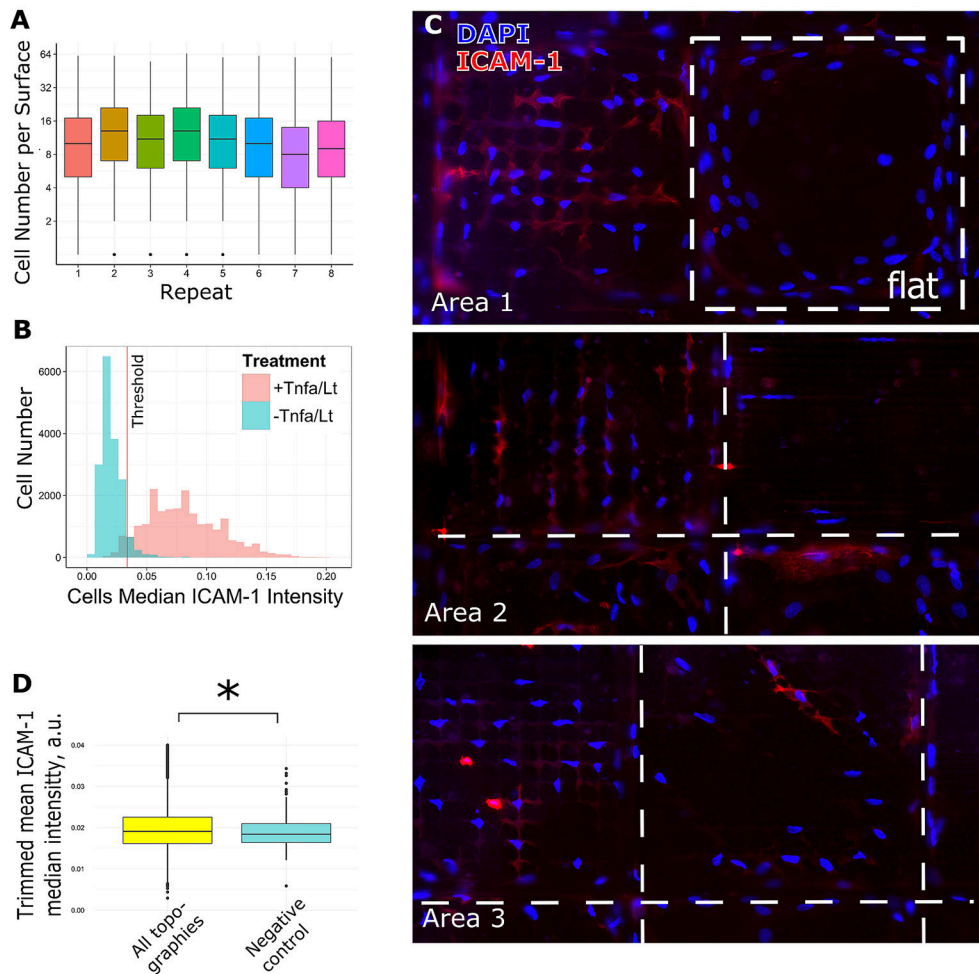 A
Cell Number per Surface
64
32
16
8
4
2
1 2 3 4 5 6 7 8
Repeat
B
Cell Number
6000
4000
2000
0
Threshold
Treatment
+Tnfa/Lt
-Tnfa/Lt
0.00 0.05 0.10 0.15 0.20
Cells Median ICAM-1 Intensity
D
*
Trimmed mean ICAM-1
median intensitty, a.u.
0.04
0.03
0.02
0.01
0.00
All topo-
graphies
Negative
control
C
DAPI
ICAM-1
flat
Area 1
Area 2
Area 3